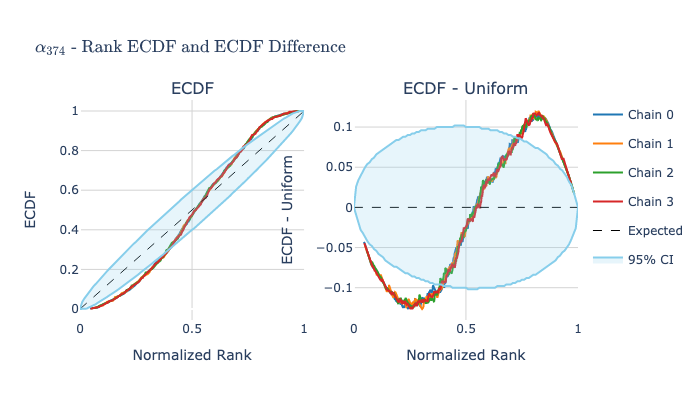 α₃₇₄ - Rank ECDF and ECDF Difference
ECDF
ECDF - Uniform
1
0.8
0.6
0.4
0.2
0
0
0.5
1
ECDF
Normalized Rank
0.1
0.05
0
−0.05
−0.1
0
0.5
1
ECDF - Uniform
Normalized Rank
Chain 0
Chain 1
Chain 2
Chain 3
Expected
95% CI